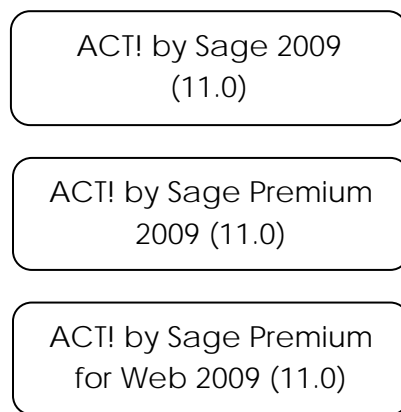 ACT! by Sage 2009
(11.0)
ACT! by Sage Premium
2009 (11.0)
ACT! by Sage Premium
for Web 2009 (11.0)